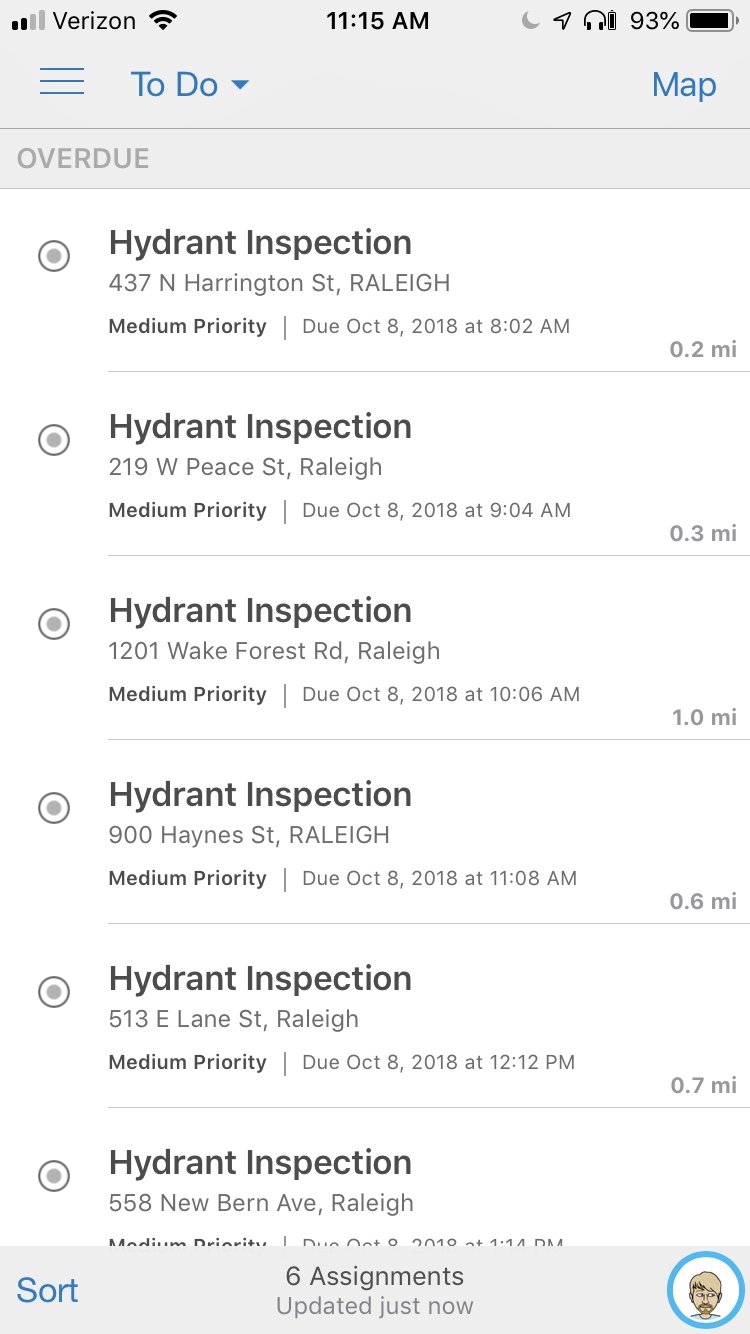 Verizon 11:15 AM 93%
To Do Map
OVERDUE
Hydrant Inspection
437 N Harrington St, RALEIGH
Medium Priority | Due Oct 8, 2018 at 8:02 AM
0.2 mi
Hydrant Inspection
219 W Peace St, Raleigh
Medium Priority | Due Oct 8, 2018 at 9:04 AM
0.3 mi
Hydrant Inspection
1201 Wake Forest Rd, Raleigh
Medium Priority | Due Oct 8, 2018 at 10:06 AM
1.0 mi
Hydrant Inspection
900 Haynes St, RALEIGH
Medium Priority | Due Oct 8, 2018 at 11:08 AM
0.6 mi
Hydrant Inspection
513 E Lane St, Raleigh
Medium Priority | Due Oct 8, 2018 at 12:12 PM
0.7 mi
Hydrant Inspection
558 New Bern Ave, Raleigh
Medium Priority | Due Oct 8, 2018 at 1:14 PM
Sort
6 Assignments
Updated just now